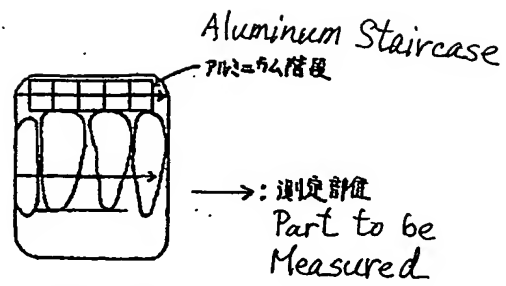 Aluminum Staircase
アルミニウム階段
: 測定部位
Part to be
Measured